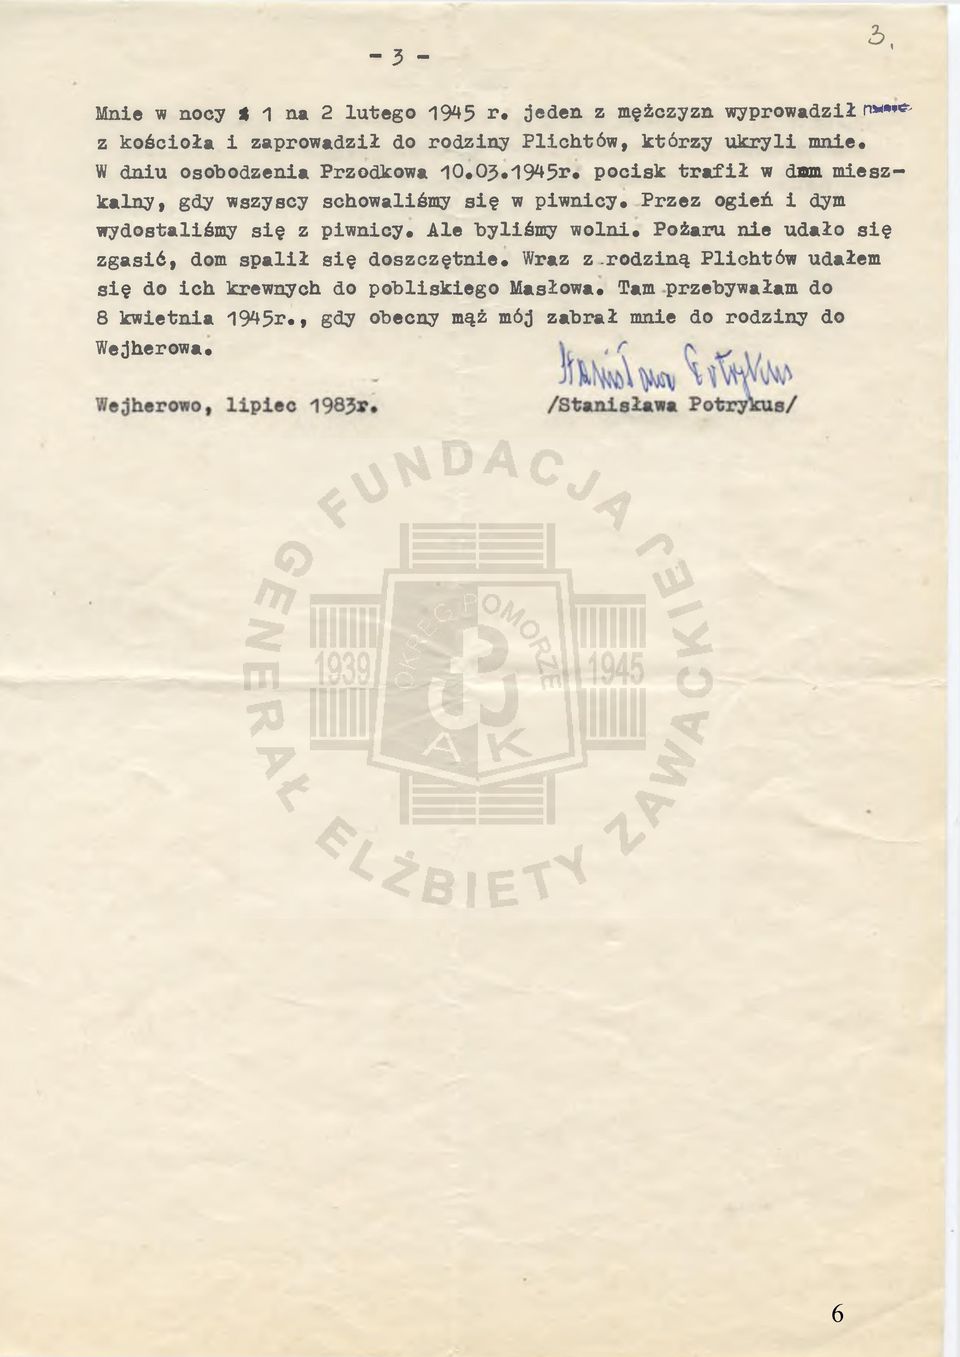 3,
- 3 -
Mnie w nocy 1 na 2 lutego 1945 r. jeden z mężczyzn wyprowadził
z kościoła i zaprowadził do rodziny Plichtów, którzy ukryli mnie.
W dniu osobodzenia Przodkowa 10.03.1945r. pocisk trafił w dom miesz-
kalny, gdy wszyscy schowaliśmy się w piwnicy. Przez ogień i dym
wydostaliśmy się z piwnicy. Ale byliśmy wolni. Pożaru nie udało się
zgasić, dom spalił się doszczętnie. Wraz z rodziną Plichtów udałem
się do ich krewnych do pobliskiego Masłowa. Tam przebywałam do
8 kwietnia 1945r., gdy obecny mąż mój zabrał mnie do rodziny do
Wejherowa.
Stanisława Potrykus
Wejherowo, lipiec 1983r. /Stanisława Potrykus/
FUNDACJA
GENERAŁ ELŻBIETY ZAWACKIEJ
OKRĘG POMORZE
1939 1945
AK
6